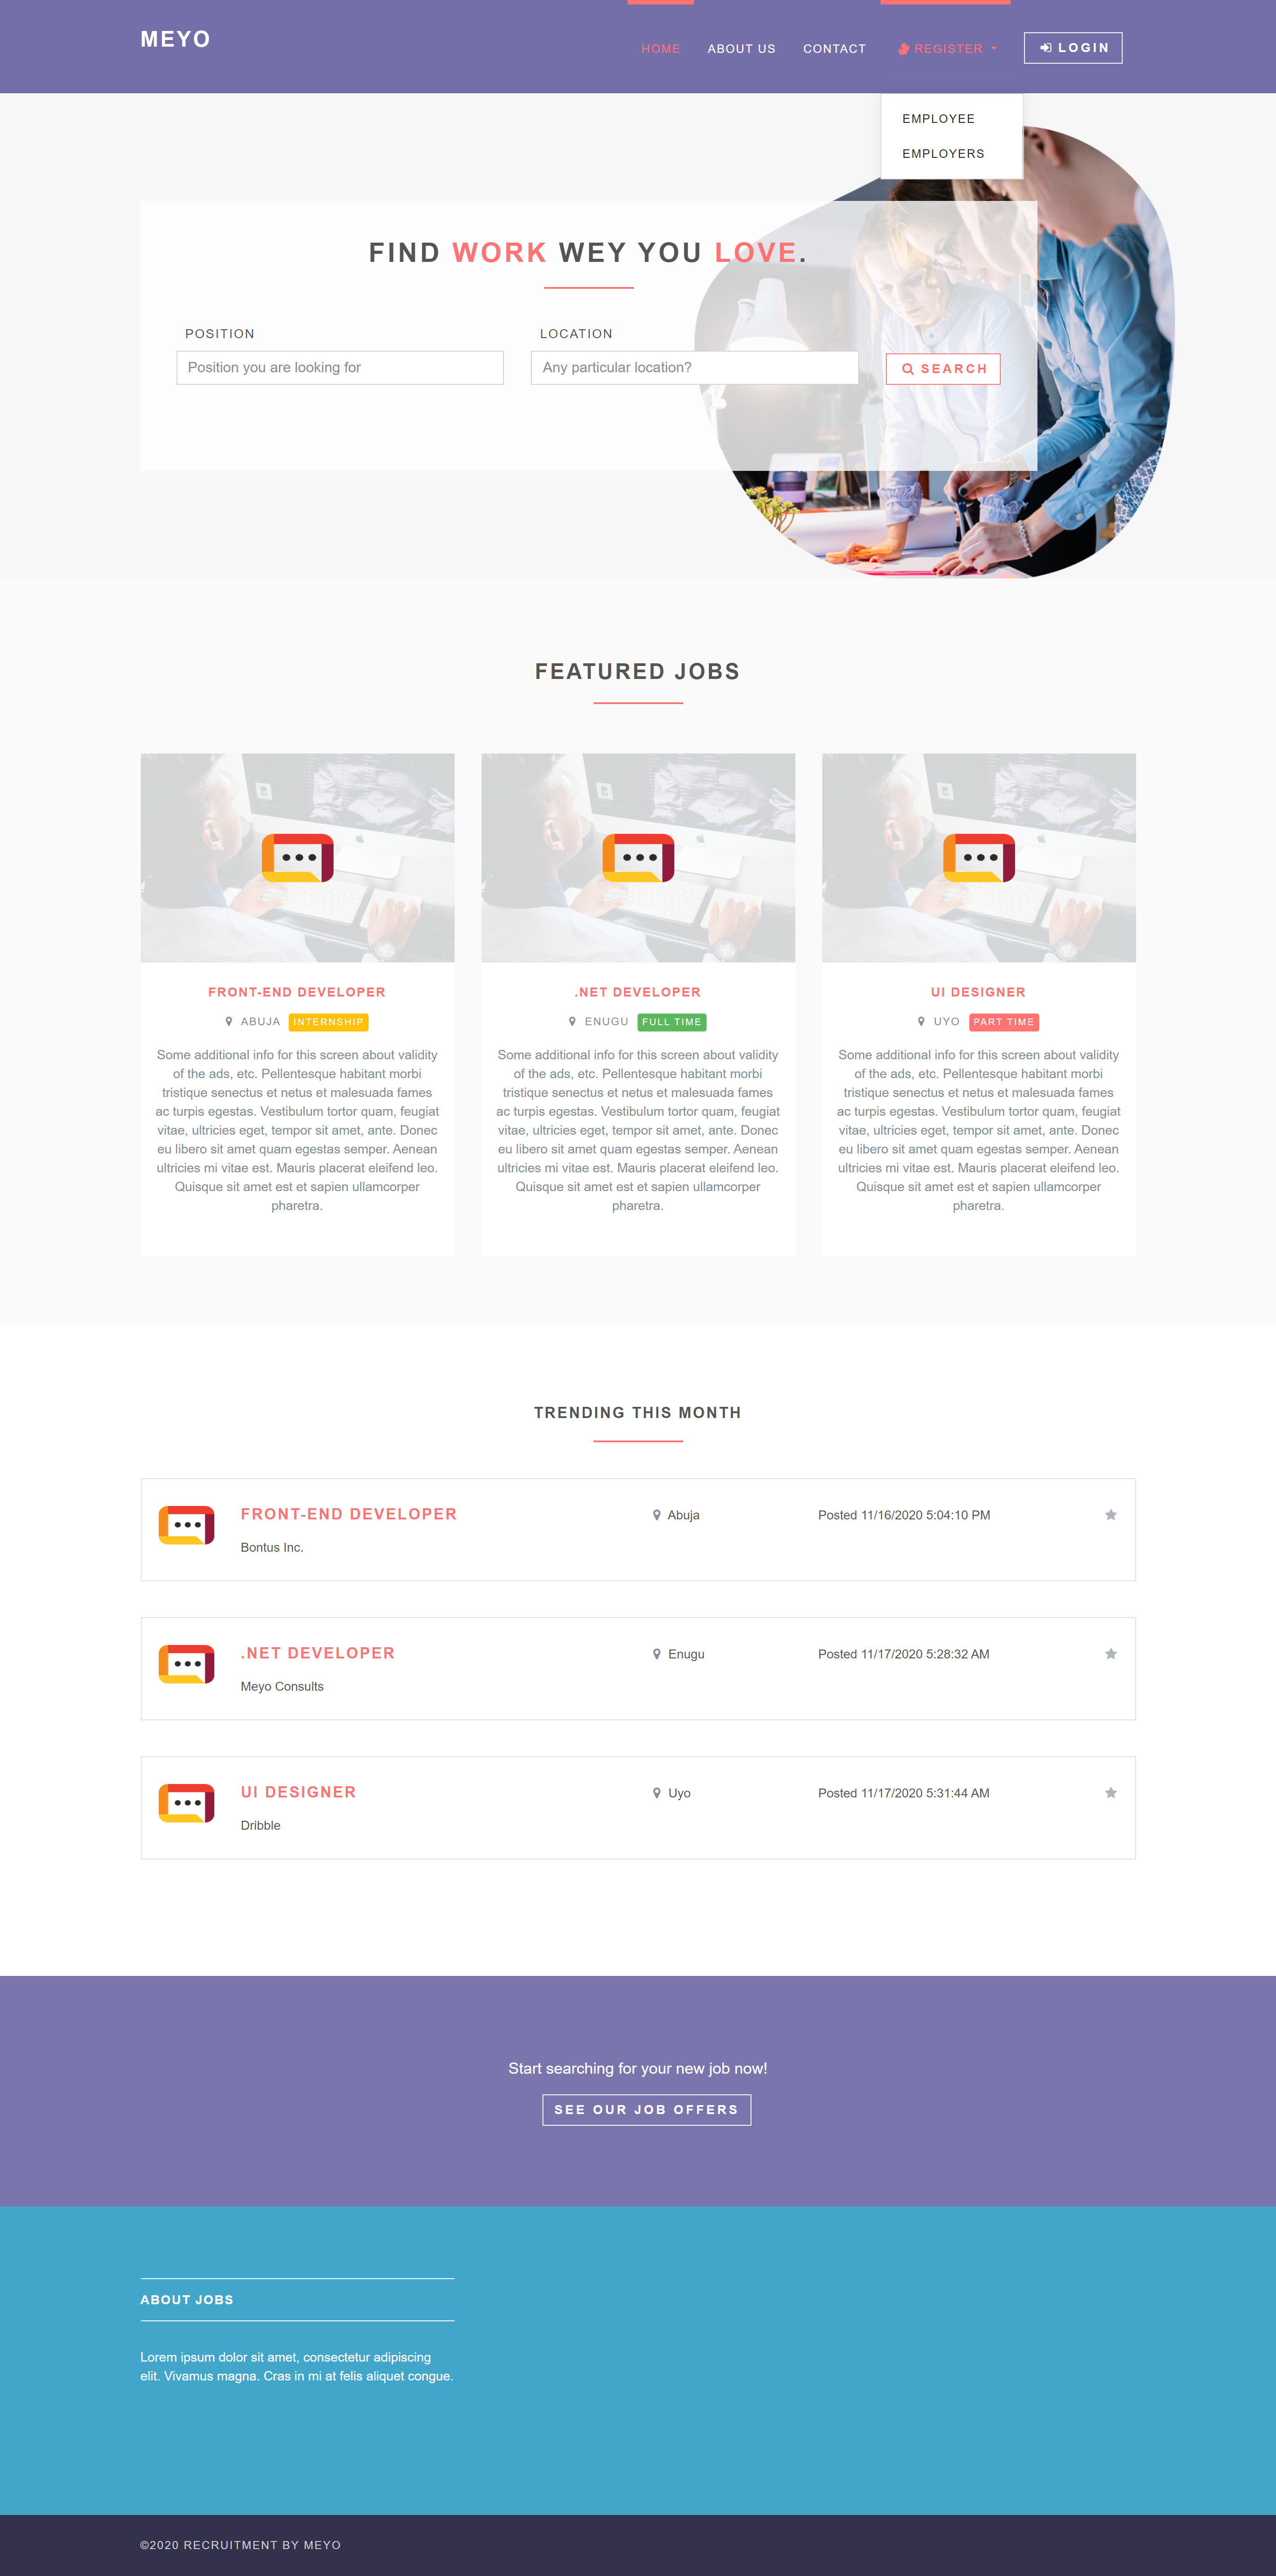 MEYO
HOME ABOUT US CONTACT REGISTER LOGIN
EMPLOYEE
EMPLOYERS
FIND WORK WEY YOU LOVE.
POSITION LOCATION
Position you are looking for Any particular location? SEARCH
FEATURED JOBS
FRONT-END DEVELOPER
ABUJA INTERNSHIP
Some additional info for this screen about validity
of the ads, etc. Pellentesque habitant morbi
tristique senectus et netus et malesuada fames
ac turpis egestas. Vestibulum tortor quam, feugiat
vitae, ultricies eget, tempor sit amet, ante. Donec
eu libero sit amet quam egestas semper. Aenean
ultricies mi vitae est. Mauris placerat eleifend leo.
Quisque sit amet est et sapien ullamcorper
pharetra.
.NET DEVELOPER
ENUGU FULL TIME
Some additional info for this screen about validity
of the ads, etc. Pellentesque habitant morbi
tristique senectus et netus et malesuada fames
ac turpis egestas. Vestibulum tortor quam, feugiat
vitae, ultricies eget, tempor sit amet, ante. Donec
eu libero sit amet quam egestas semper. Aenean
ultricies mi vitae est. Mauris placerat eleifend leo.
Quisque sit amet est et sapien ullamcorper
pharetra.
UI DESIGNER
UYO PART TIME
Some additional info for this screen about validity
of the ads, etc. Pellentesque habitant morbi
tristique senectus et netus et malesuada fames
ac turpis egestas. Vestibulum tortor quam, feugiat
vitae, ultricies eget, tempor sit amet, ante. Donec
eu libero sit amet quam egestas semper. Aenean
ultricies mi vitae est. Mauris placerat eleifend leo.
Quisque sit amet est et sapien ullamcorper
pharetra.
TRENDING THIS MONTH
FRONT-END DEVELOPER Abuja Posted 11/16/2020 5:04:10 PM
Bontus Inc.
.NET DEVELOPER Enugu Posted 11/17/2020 5:28:32 AM
Meyo Consults
UI DESIGNER Uyo Posted 11/17/2020 5:31:44 AM
Dribble
Start searching for your new job now!
SEE OUR JOB OFFERS
ABOUT JOBS
Lorem ipsum dolor sit amet, consectetur adipiscing
elit. Vivamus magna. Cras in mi at felis aliquet congue.
©2020 RECRUITMENT BY MEYO